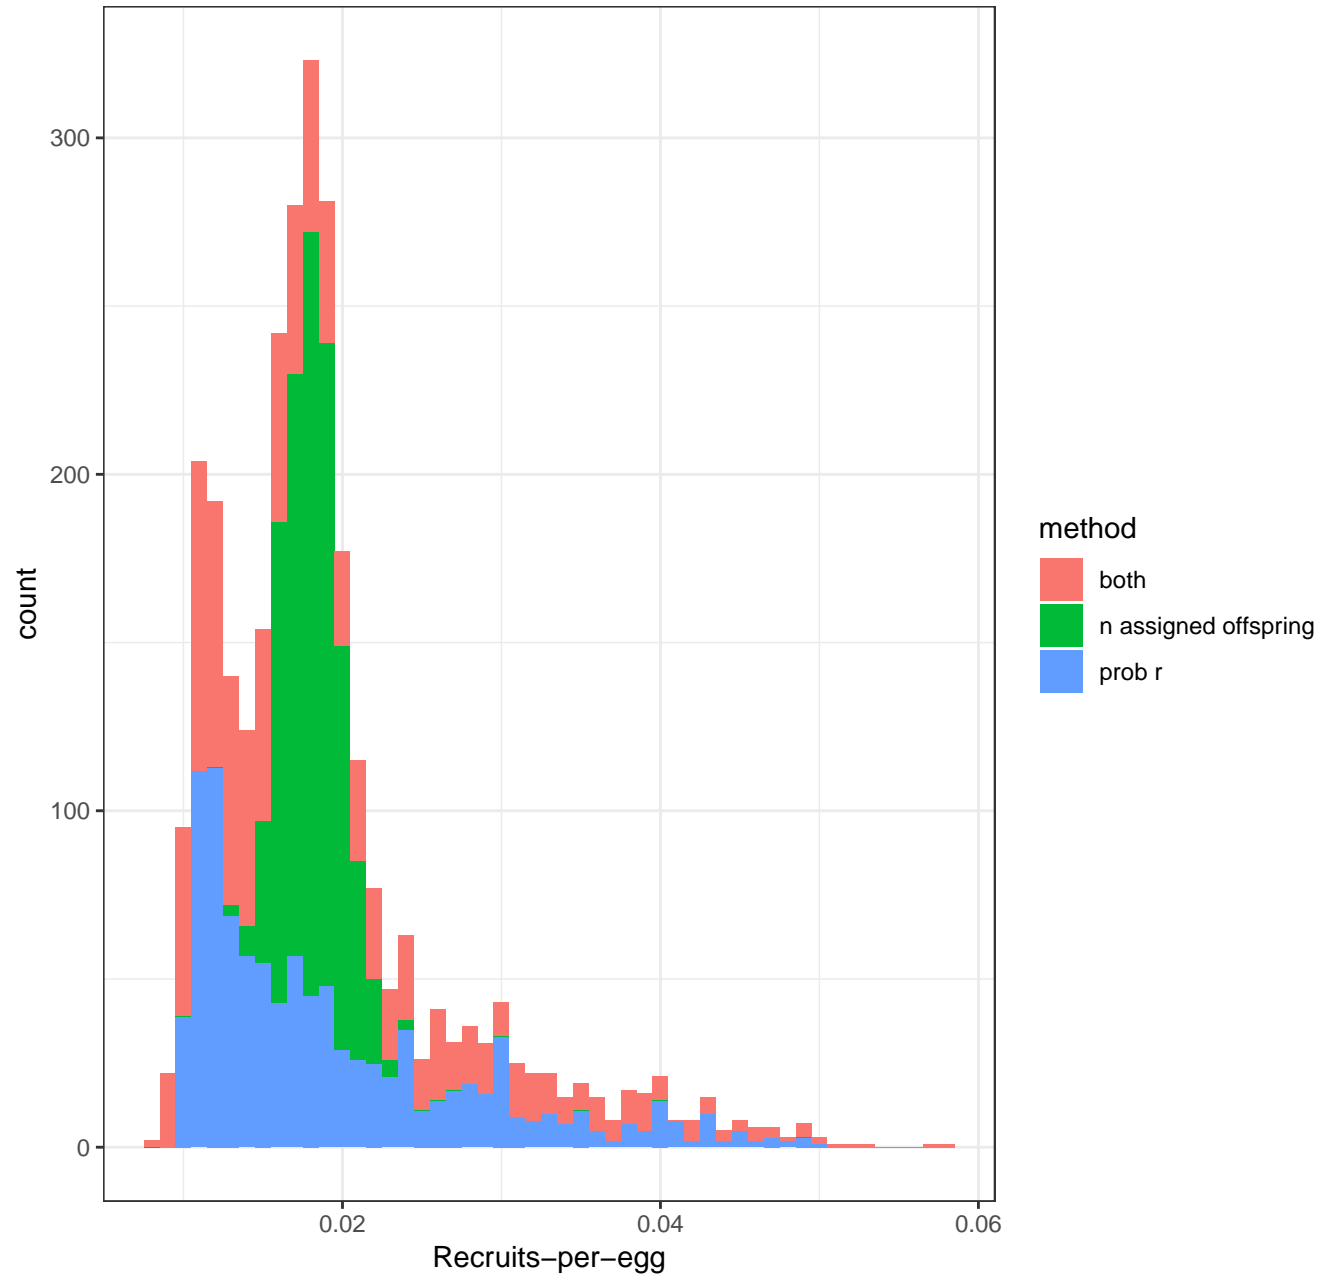 300
200
100
0
count
0.02
0.04
0.06
Recruits−per−egg
method
both
n assigned offspring
prob r